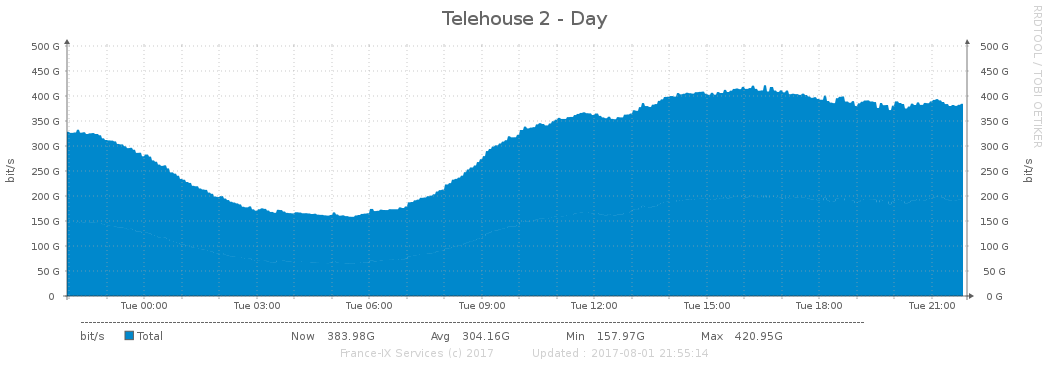 Telehouse 2 - Day
RRDTOOL / TOBI OETIKER
bit/s
500 G
450 G
400 G
350 G
300 G
250 G
200 G
150 G
100 G
50 G
0
500 G
450 G
400 G
350 G
300 G
250 G
200 G
150 G
100 G
50 G
0 G
bit/s
Tue 00:00 Tue 03:00 Tue 06:00 Tue 09:00 Tue 12:00 Tue 15:00 Tue 18:00 Tue 21:00
bit/s Total Now 383.98G Avg 304.16G Min 157.97G Max 420.95G
France-IX Services (c) 2017 Updated : 2017-08-01 21:55:14